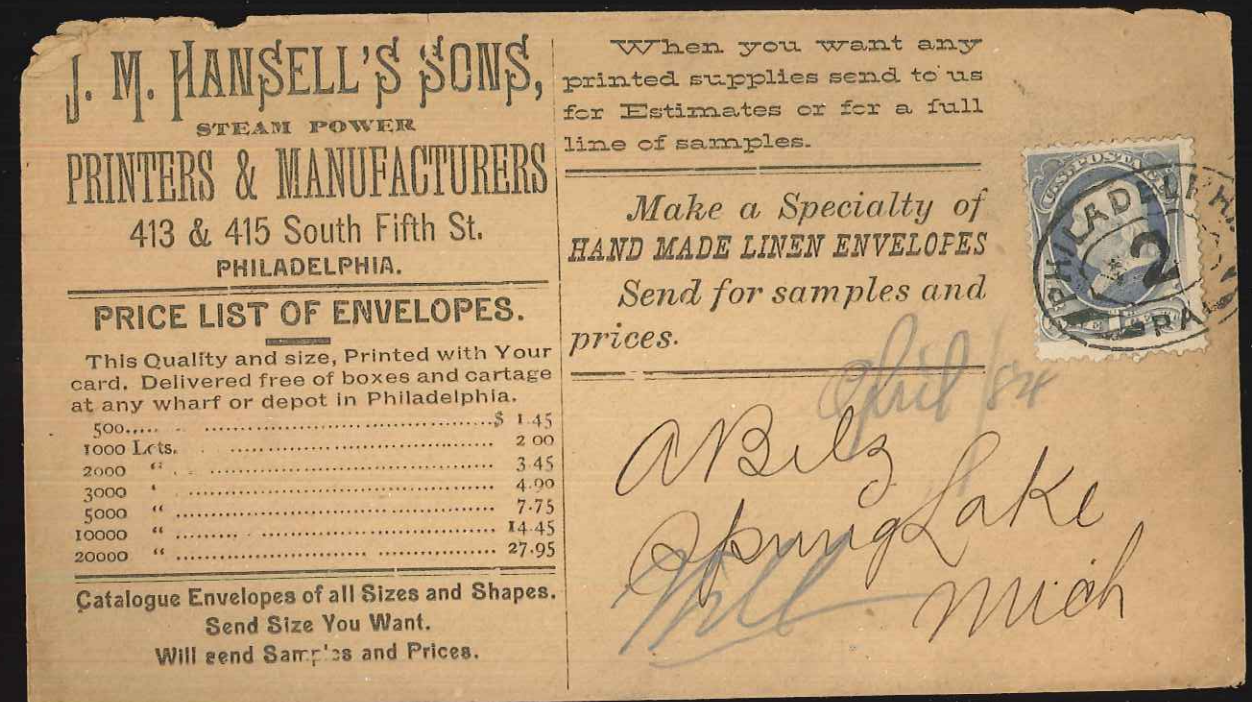 J. M. HANSELL'S SONS,
STEAM POWER
PRINTERS & MANUFACTURERS
413 & 415 South Fifth St.
PHILADELPHIA.
PRICE LIST OF ENVELOPES.
This Quality and size, Printed with Your
card. Delivered free of boxes and cartage
at any wharf or depot in Philadelphia.
500..... ........................................$ 1.45
1000 Lots. ..................................... 2 00
2000 “ ........................................ 3.45
3000 ‘ ........................................ 4.90
5000 “ ........................................ 7.75
10000 “ ........................................ 14.45
20000 “ ........................................ 27.95
Catalogue Envelopes of all Sizes and Shapes.
Send Size You Want.
Will send Samples and Prices.
When you want any
printed supplies send to us
for Estimates or for a full
line of samples.
Make a Specialty of
HAND MADE LINEN ENVELOPES
Send for samples and
prices.
U.S. POSTA
PHILADELPHIA
2
PA
April /84
A Bilz
Spring Lake
Mich